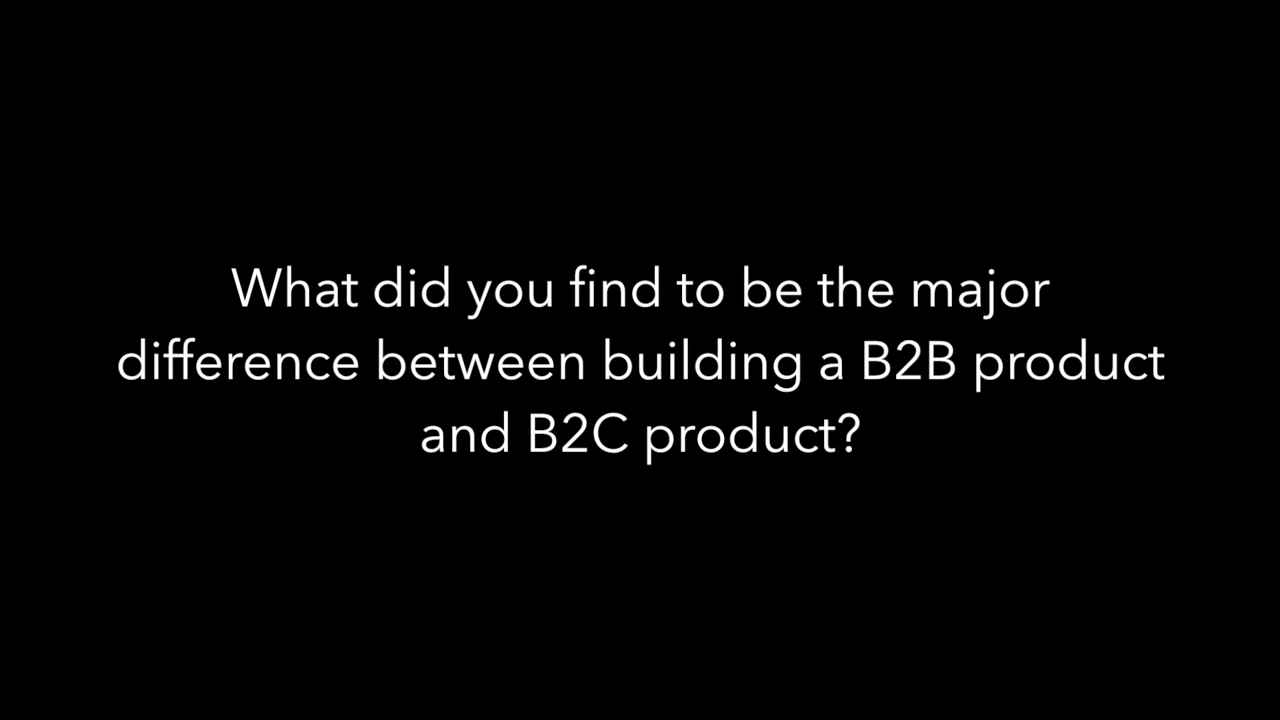 What did you find to be the major
difference between building a B2B product
and B2C product?